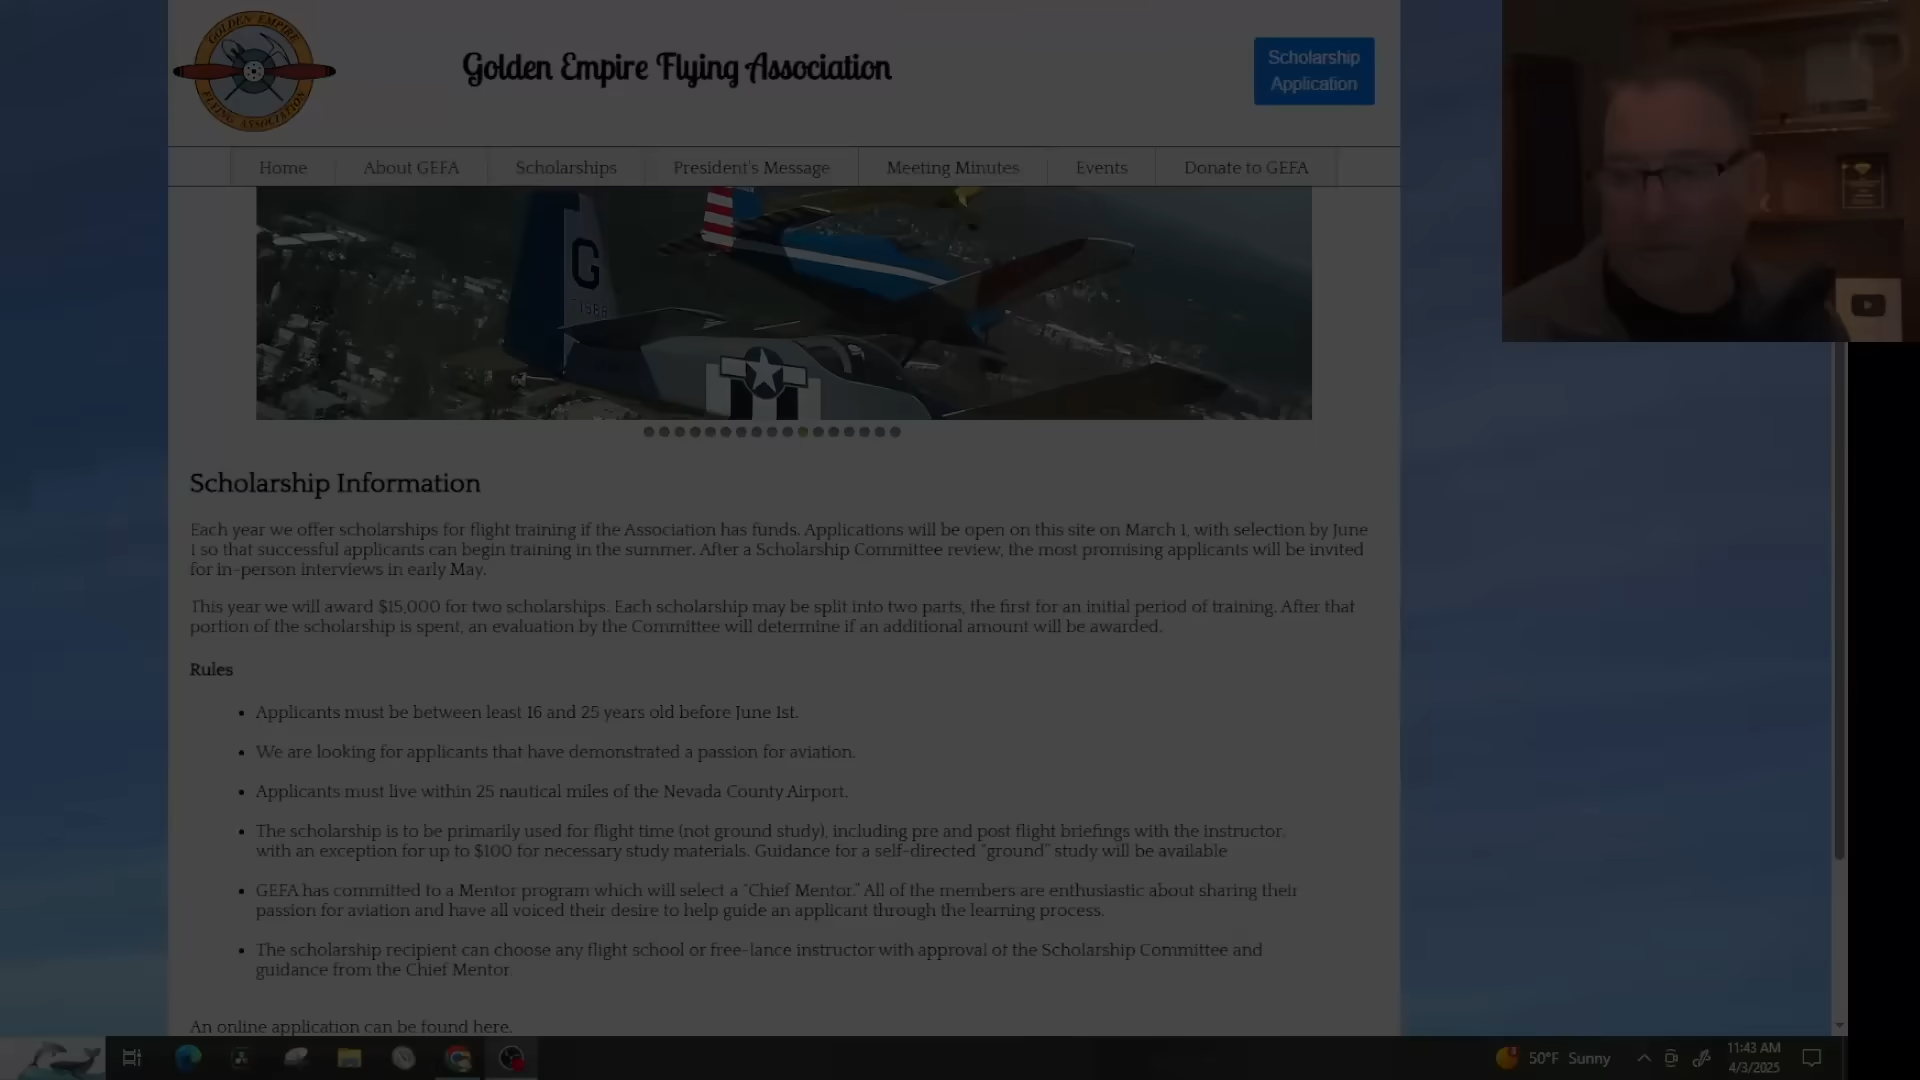 GOLDEN EMPIRE
FLYING ASSOCIATION
Golden Empire Flying Association
Scholarship
Application
Home
About GEFA
Scholarships
President's Message
Meeting Minutes
Events
Donate to GEFA
G
Scholarship Information
Each year we offer scholarships for flight training if the Association has funds. Applications will be open on this site on March 1, with selection by June
1 so that successful applicants can begin training in the summer. After a Scholarship Committee review, the most promising applicants will be invited
for in-person interviews in early May.
This year we will award $15,000 for two scholarships. Each scholarship may be split into two parts, the first for an initial period of training. After that
portion of the scholarship is spent, an evaluation by the Committee will determine if an additional amount will be awarded.
Rules
• Applicants must be between least 16 and 25 years old before June 1st.
• We are looking for applicants that have demonstrated a passion for aviation.
• Applicants must live within 25 nautical miles of the Nevada County Airport.
• The scholarship is to be primarily used for flight time (not ground study), including pre and post flight briefings with the instructor,
with an exception for up to $100 for necessary study materials. Guidance for a self-directed "ground" study will be available
• GEFA has committed to a Mentor program which will select a "Chief Mentor." All of the members are enthusiastic about sharing their
passion for aviation and have all voiced their desire to help guide an applicant through the learning process.
• The scholarship recipient can choose any flight school or free-lance instructor with approval of the Scholarship Committee and
guidance from the Chief Mentor.
An online application can be found here.
50°F Sunny
11:43 AM
4/3/2025